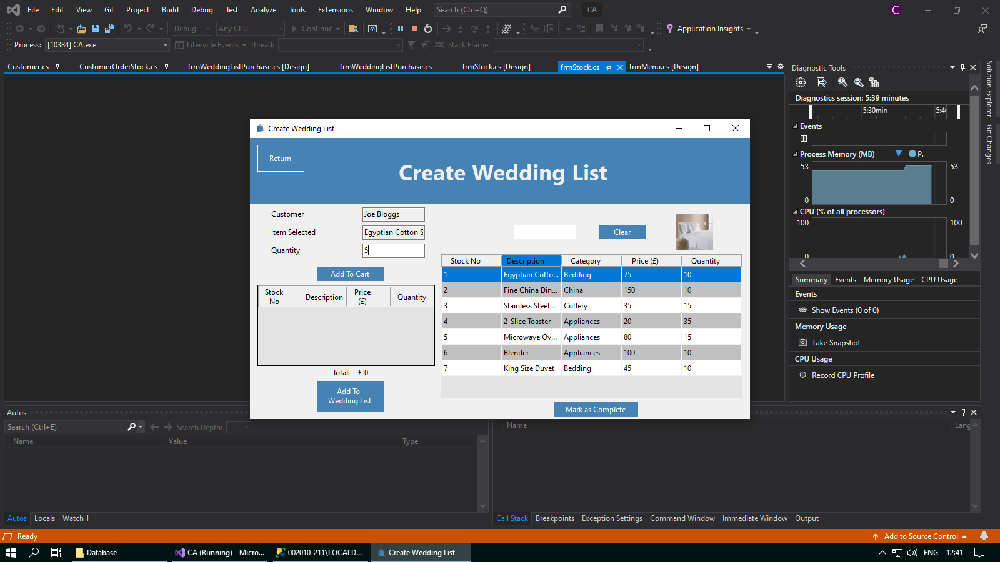 File Edit View Git Project Build Debug Test Analyze Tools Extensions Window Help Search (Ctrl+Q) CA C
Debug Any CPU Continue Application Insights
Process: [10384] CA.exe Lifecycle Events Thread: Stack Frame:
Customer.cs CustomerOrderStock.cs frmWeddingListPurchase.cs [Design] frmWeddingListPurchase.cs frmStock.cs [Design] frmStock.cs frmMenu.cs [Design]
Create Wedding List
Return
Create Wedding List
Customer Joe Bloggs
Item Selected Egyptian Cotton S
Quantity 5
Clear
Add To Cart
Stock No Description Price (£) Quantity
Total: £ 0
Add To
Wedding List
Stock No Description Category Price (£) Quantity
1 Egyptian Cotto... Bedding 75 10
2 Fine China Din... China 150 10
3 Stainless Steel ... Cutlery 35 15
4 2-Slice Toaster Appliances 20 35
5 Microwave Ov... Appliances 80 15
6 Blender Appliances 100 10
7 King Size Duvet Bedding 45 10
Mark as Complete
Diagnostic Tools
Diagnostics session: 5:39 minutes
5:30min 5:40
Events
Process Memory (MB) P..
53 53
0 0
CPU (% of all processors)
100 100
0 0
Summary Events Memory Usage CPU Usage
Events
Show Events (0 of 0)
Memory Usage
Take Snapshot
CPU Usage
Record CPU Profile
Solution Explorer
Git Changes
Autos
Search (Ctrl+E) Search Depth:
Name Value Type
Autos Locals Watch 1
Name Lang
Call Stack Breakpoints Exception Settings Command Window Immediate Window Output
Ready Add to Source Control
Database CA (Running) - Micro... 002010-211\LOCALD... Create Wedding List ENG 12:41